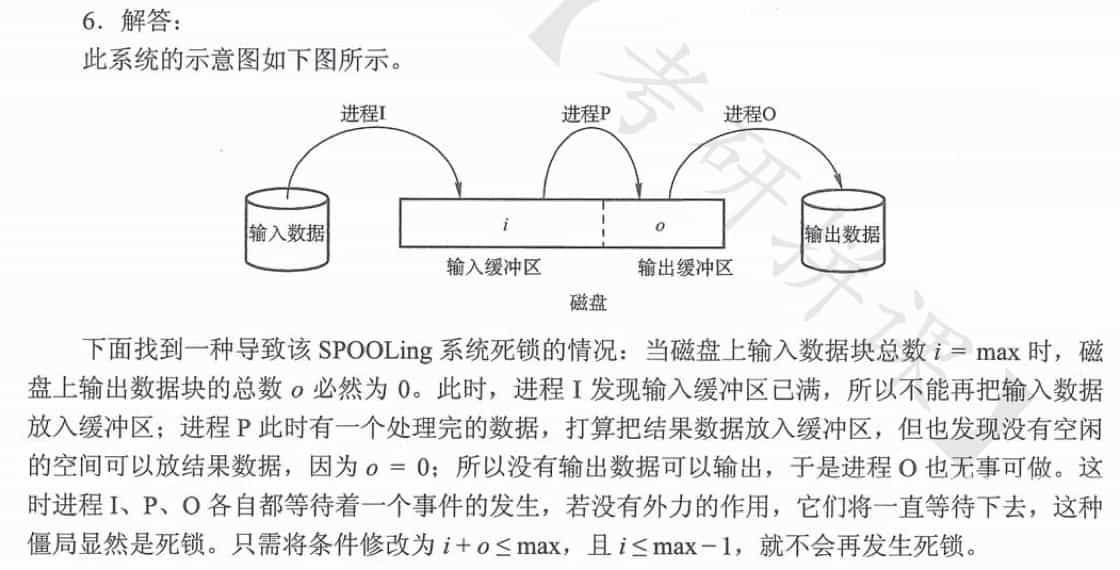 6．解答：
此系统的示意图如下图所示。
进程I 进程P 进程O
输入数据 i o 输出数据
输入缓冲区 输出缓冲区
磁盘
下面找到一种导致该 SPOOLing 系统死锁的情况：当磁盘上输入数据块总数 i = max 时，磁
盘上输出数据块的总数 o 必然为 0。此时，进程 I 发现输入缓冲区已满，所以不能再把输入数据
放入缓冲区；进程 P 此时有一个处理完的数据，打算把结果数据放入缓冲区，但也发现没有空闲
的空间可以放结果数据，因为 o = 0；所以没有输出数据可以输出，于是进程 O 也无事可做。这
时进程 I、P、O 各自都等待着一个事件的发生，若没有外力的作用，它们将一直等待下去，这种
僵局显然是死锁。只需将条件修改为 i + o ≤ max，且 i ≤ max − 1，就不会再发生死锁。
【考研拼课】